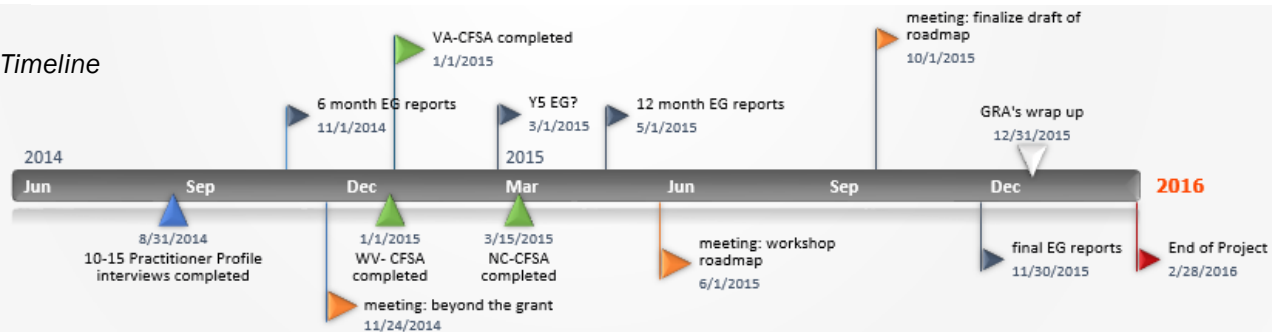 Timeline
meeting: finalize draft of
roadmap
10/1/2015
VA-CFSA completed
1/1/2015
6 month EG reports
11/1/2014
Y5 EG?
3/1/2015
12 month EG reports
5/1/2015
GRA's wrap up
12/31/2015
2014
2015
Jun
Sep
Dec
Mar
Jun
Sep
Dec
2016
8/31/2014
10-15 Practitioner Profile
interviews completed
1/1/2015
WV- CFSA
completed
3/15/2015
NC-CFSA
completed
meeting: beyond the grant
11/24/2014
meeting: workshop
roadmap
6/1/2015
final EG reports
11/30/2015
End of Project
2/28/2016